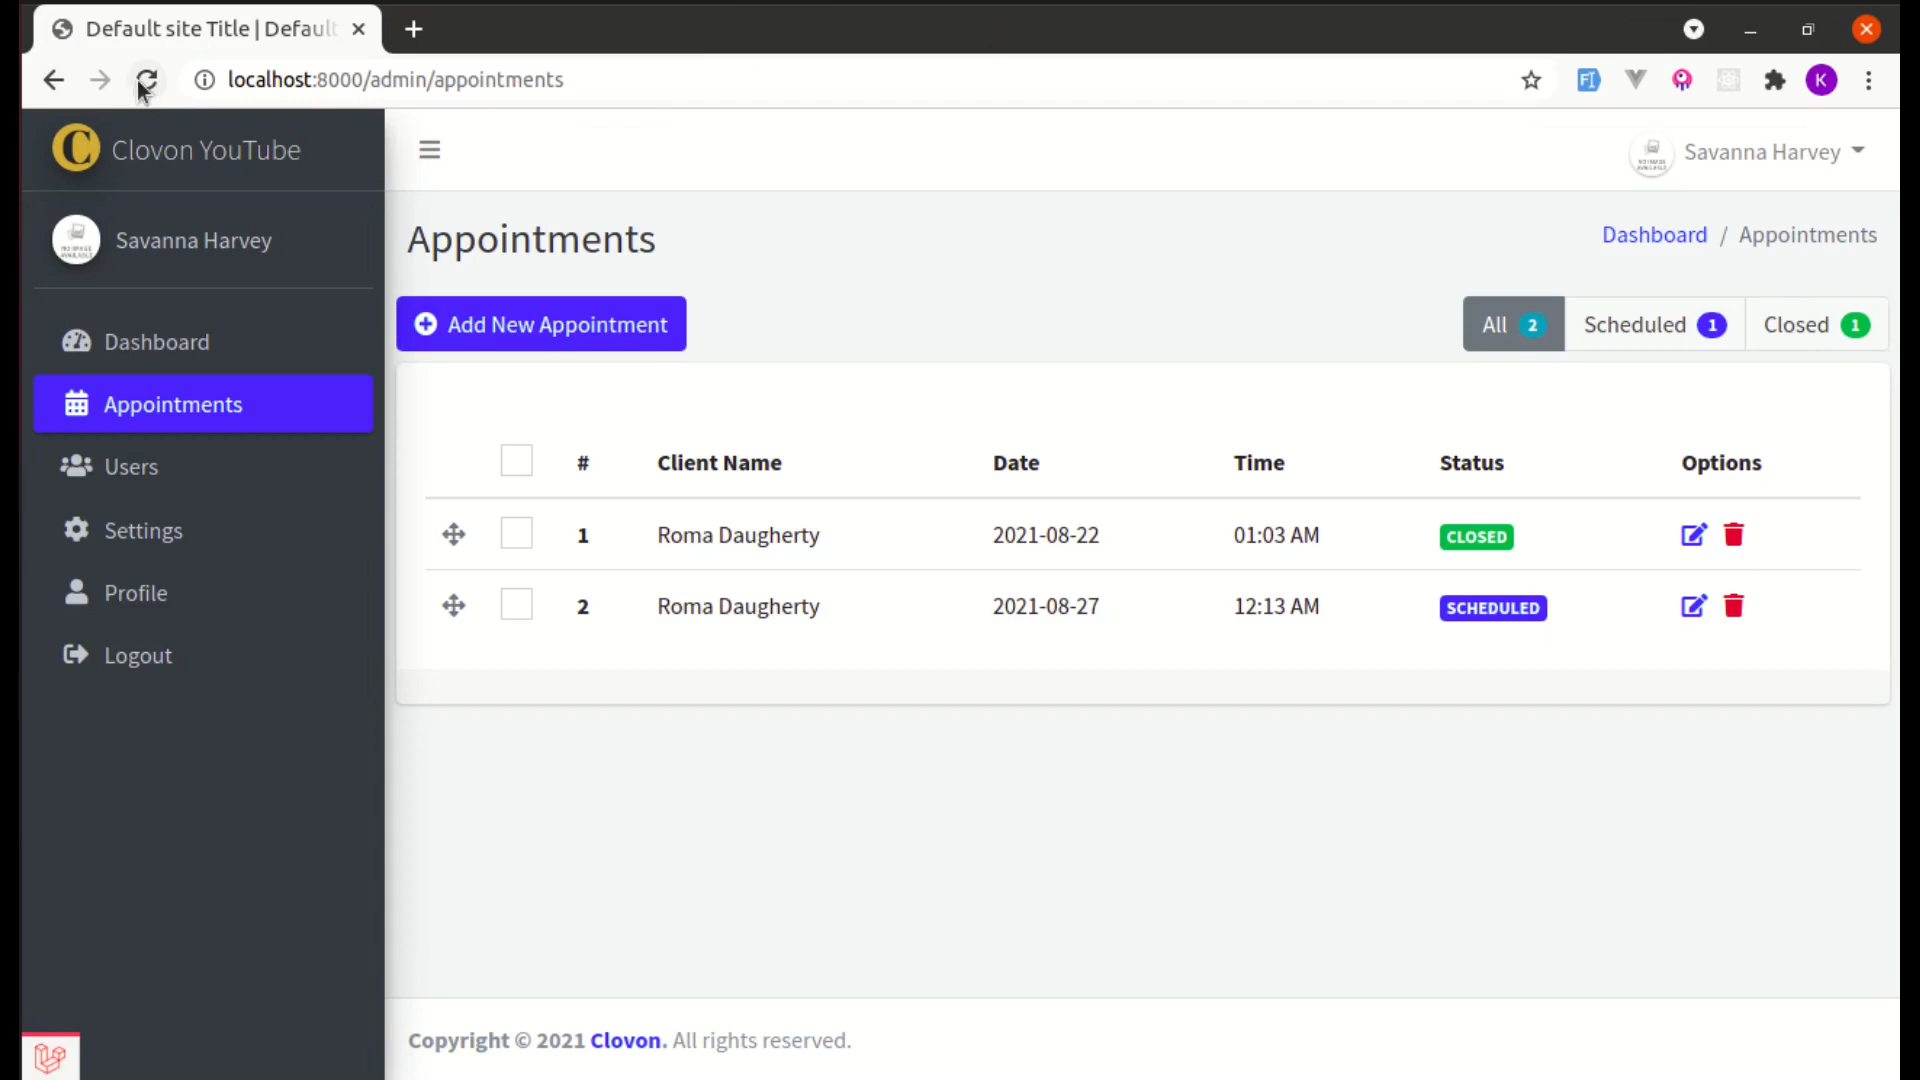 Default site Title | Defaul
localhost:8000/admin/appointments
K
C Clovon YouTube
Savanna Harvey
Savanna Harvey
Dashboard
Appointments
Users
Settings
Profile
Logout
Appointments
Dashboard / Appointments
Add New Appointment
All 2 Scheduled 1 Closed 1
# Client Name Date Time Status Options
1 Roma Daugherty 2021-08-22 01:03 AM CLOSED
2 Roma Daugherty 2021-08-27 12:13 AM SCHEDULED
Copyright © 2021 Clovon. All rights reserved.